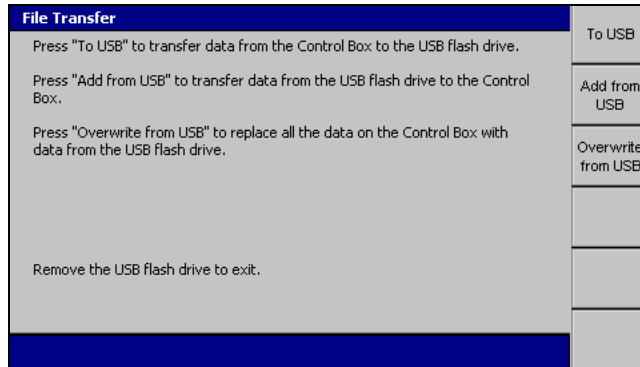 File Transfer
Press "To USB" to transfer data from the Control Box to the USB flash drive.
Press "Add from USB" to transfer data from the USB flash drive to the Control
Box.
Press "Overwrite from USB" to replace all the data on the Control Box with
data from the USB flash drive.
Remove the USB flash drive to exit.
To USB
Add from
USB
Overwrite
from USB